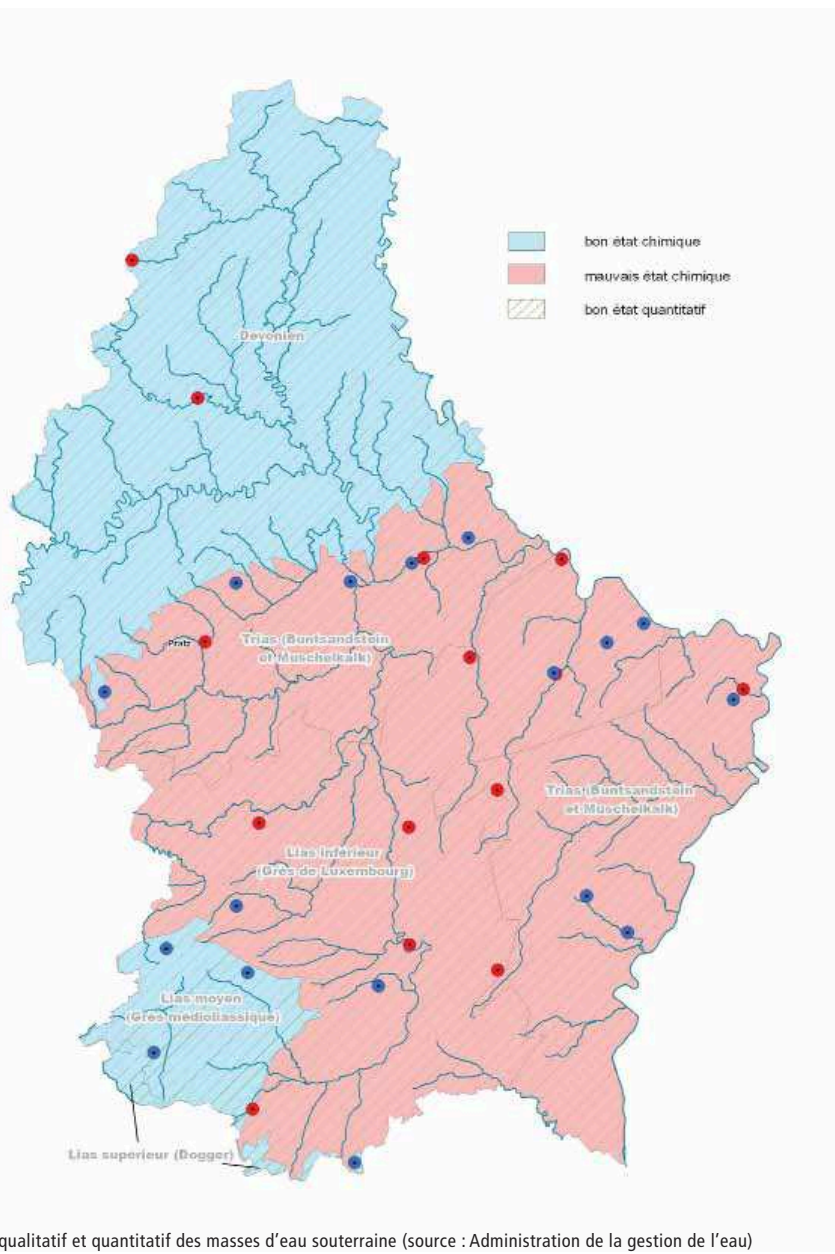 bon état chimique
mauvais état chimique
bon état quantitatif
Dévonien
Pratz
Trias (Buntsandstein
et Muschelkalk)
Trias (Buntsandstein
et Muschelkalk)
Lias inférieur
(Grès de Luxembourg)
Lias moyen
(Grès médioliassique)
Lias supérieur (Dogger)
qualitatif et quantitatif des masses d'eau souterraine (source : Administration de la gestion de l'eau)